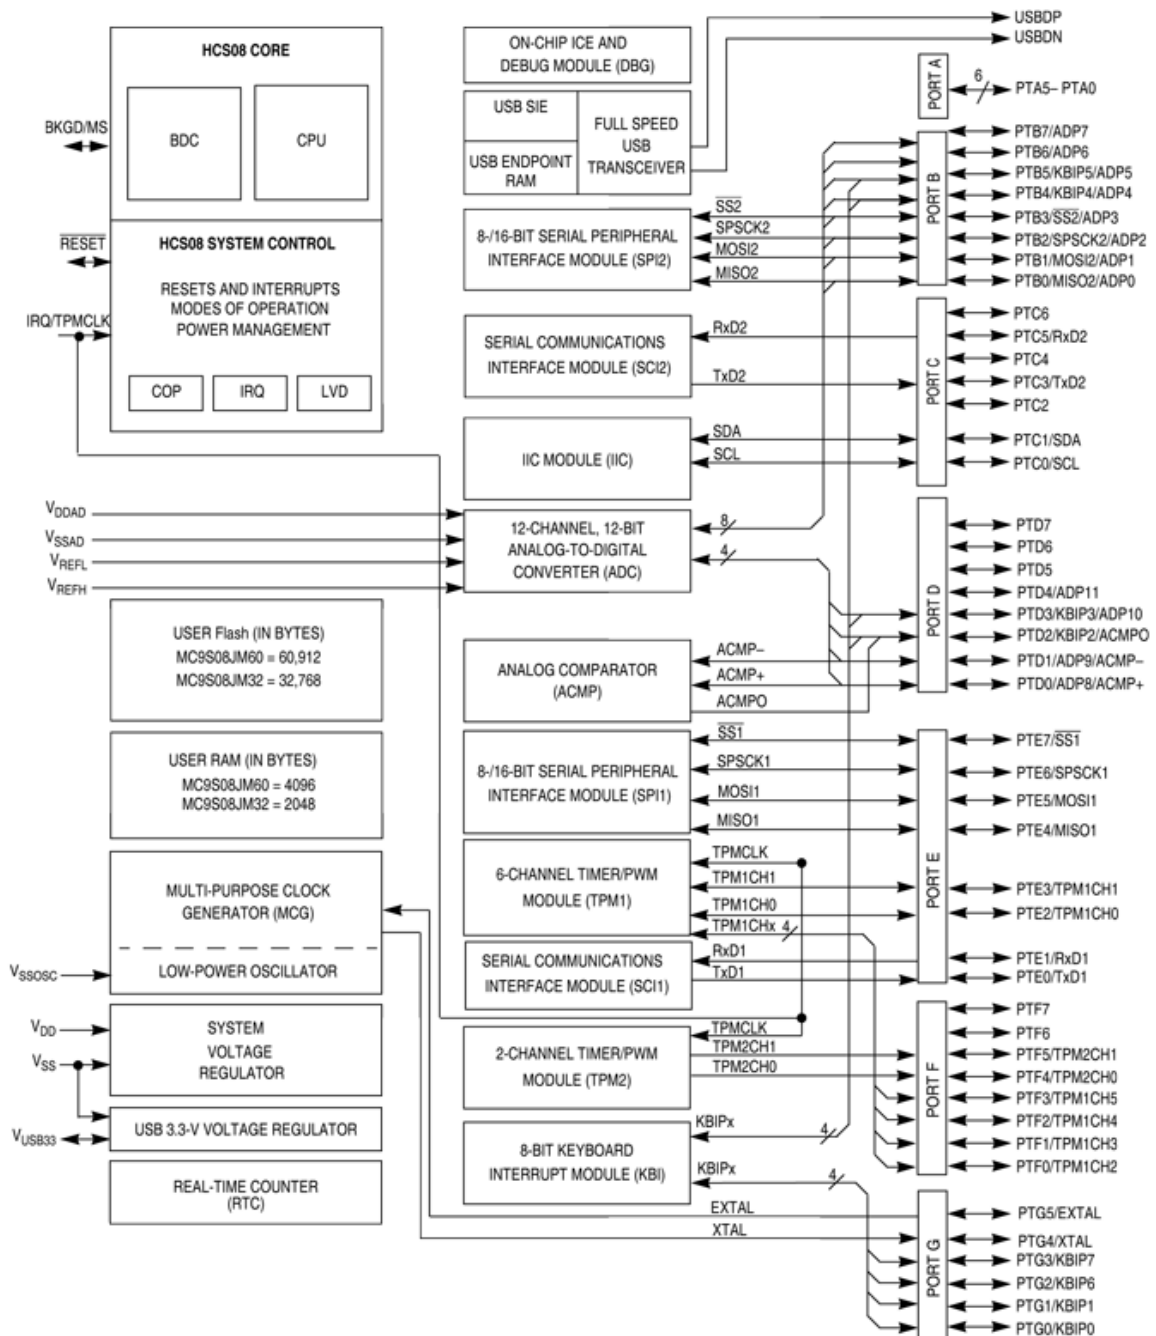 HCS08 CORE
BDC
CPU
BKGD/MS
RESET
HCS08 SYSTEM CONTROL
RESETS AND INTERRUPTS
MODES OF OPERATION
POWER MANAGEMENT
IRQ/TPMCLK
COP
IRQ
LVD
VDDAD
VSSAD
VREFL
VREFH
USER Flash (IN BYTES)
MC9S08JM60 = 60,912
MC9S08JM32 = 32,768
USER RAM (IN BYTES)
MC9S08JM60 = 4096
MC9S08JM32 = 2048
MULTI-PURPOSE CLOCK
GENERATOR (MCG)
LOW-POWER OSCILLATOR
VSSOSC
VDD
VSS
SYSTEM
VOLTAGE
REGULATOR
VUSB33
USB 3.3-V VOLTAGE REGULATOR
REAL-TIME COUNTER
(RTC)
ON-CHIP ICE AND
DEBUG MODULE (DBG)
USB SIE
USB ENDPOINT
RAM
FULL SPEED
USB
TRANSCEIVER
8-/16-BIT SERIAL PERIPHERAL
INTERFACE MODULE (SPI2)
SS2
SPSCK2
MOSI2
MISO2
SERIAL COMMUNICATIONS
INTERFACE MODULE (SCI2)
RxD2
TxD2
IIC MODULE (IIC)
SDA
SCL
12-CHANNEL, 12-BIT
ANALOG-TO-DIGITAL
CONVERTER (ADC)
8
4
ANALOG COMPARATOR
(ACMP)
ACMP–
ACMP+
ACMPO
8-/16-BIT SERIAL PERIPHERAL
INTERFACE MODULE (SPI1)
SS1
SPSCK1
MOSI1
MISO1
6-CHANNEL TIMER/PWM
MODULE (TPM1)
TPMCLK
TPM1CH1
TPM1CH0
TPM1CHx
4
SERIAL COMMUNICATIONS
INTERFACE MODULE (SCI1)
RxD1
TxD1
2-CHANNEL TIMER/PWM
MODULE (TPM2)
TPMCLK
TPM2CH1
TPM2CH0
8-BIT KEYBOARD
INTERRUPT MODULE (KBI)
KBIPx
4
KBIPx
4
EXTAL
XTAL
USBDP
USBDN
PORT A
6
PTA5– PTA0
PORT B
PTB7/ADP7
PTB6/ADP6
PTB5/KBIP5/ADP5
PTB4/KBIP4/ADP4
PTB3/SS2/ADP3
PTB2/SPSCK2/ADP2
PTB1/MOSI2/ADP1
PTB0/MISO2/ADP0
PORT C
PTC6
PTC5/RxD2
PTC4
PTC3/TxD2
PTC2
PTC1/SDA
PTC0/SCL
PORT D
PTD7
PTD6
PTD5
PTD4/ADP11
PTD3/KBIP3/ADP10
PTD2/KBIP2/ACMPO
PTD1/ADP9/ACMP–
PTD0/ADP8/ACMP+
PORT E
PTE7/SS1
PTE6/SPSCK1
PTE5/MOSI1
PTE4/MISO1
PTE3/TPM1CH1
PTE2/TPM1CH0
PTE1/RxD1
PTE0/TxD1
PORT F
PTF7
PTF6
PTF5/TPM2CH1
PTF4/TPM2CH0
PTF3/TPM1CH5
PTF2/TPM1CH4
PTF1/TPM1CH3
PTF0/TPM1CH2
PORT G
PTG5/EXTAL
PTG4/XTAL
PTG3/KBIP7
PTG2/KBIP6
PTG1/KBIP1
PTG0/KBIP0